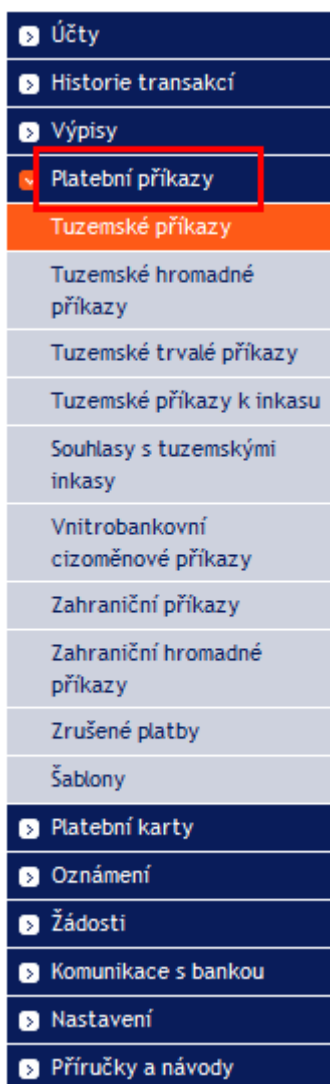 Účty
Historie transakcí
Výpisy
Platební příkazy
Tuzemské příkazy
Tuzemské hromadné
příkazy
Tuzemské trvalé příkazy
Tuzemské příkazy k inkasu
Souhlasy s tuzemskými
inkasy
Vnitrobankovní
cizoměnové příkazy
Zahraniční příkazy
Zahraniční hromadné
příkazy
Zrušené platby
Šablony
Platební karty
Oznámení
Žádosti
Komunikace s bankou
Nastavení
Příručky a návody